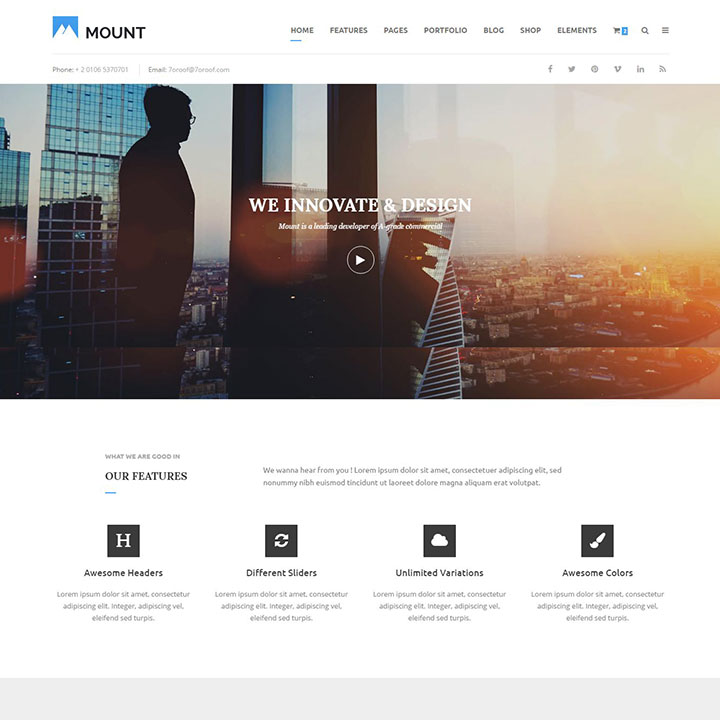 MOUNT
HOME FEATURES PAGES PORTFOLIO BLOG SHOP ELEMENTS 3
Phone: + 2 0106 5370701 Email: 7oroof@7oroof.com
WE INNOVATE & DESIGN
Mount is a leading developer of A-grade commercial
WHAT WE ARE GOOD IN
OUR FEATURES
We wanna hear from you ! Lorem ipsum dolor sit amet, consectetuer adipiscing elit, sed
nonummy nibh euismod tincidunt ut laoreet dolore magna aliquam erat volutpat.
H
Awesome Headers
Lorem ipsum dolor sit amet, consectetur
adipiscing elit. Integer, adipiscing vel,
eleifend sed turpis.
Different Sliders
Lorem ipsum dolor sit amet, consectetur
adipiscing elit. Integer, adipiscing vel,
eleifend sed turpis.
Unlimited Variations
Lorem ipsum dolor sit amet, consectetur
adipiscing elit. Integer, adipiscing vel,
eleifend sed turpis.
Awesome Colors
Lorem ipsum dolor sit amet, consectetur
adipiscing elit. Integer, adipiscing vel,
eleifend sed turpis.